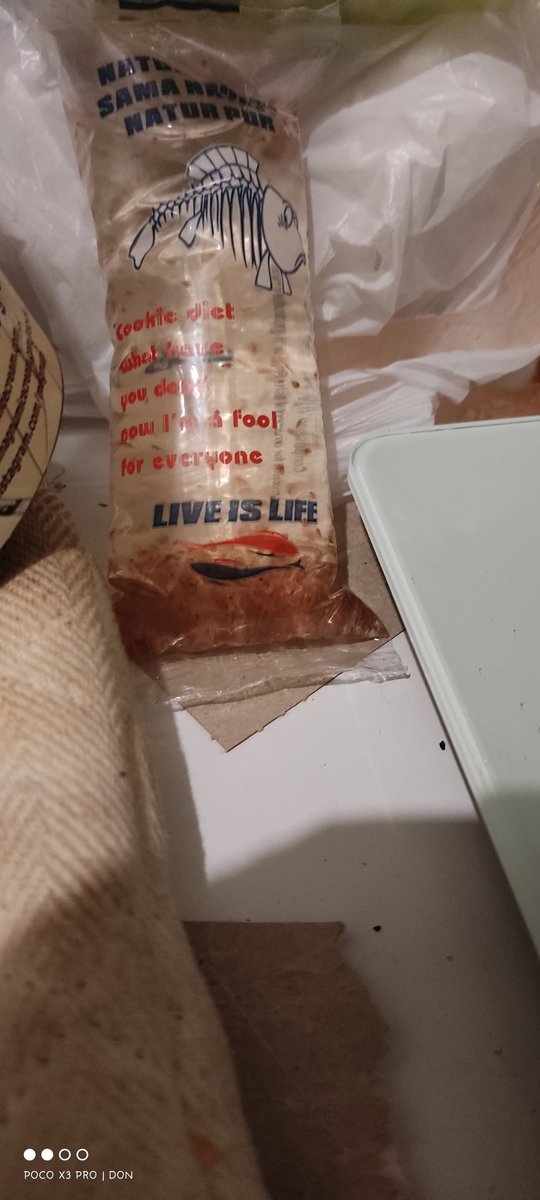 SAMA
NATUR PUR
Cookie diet
what have
you done
now I'm A fool
for everyone
LIVE IS LIFE
POCO X3 PRO | DON